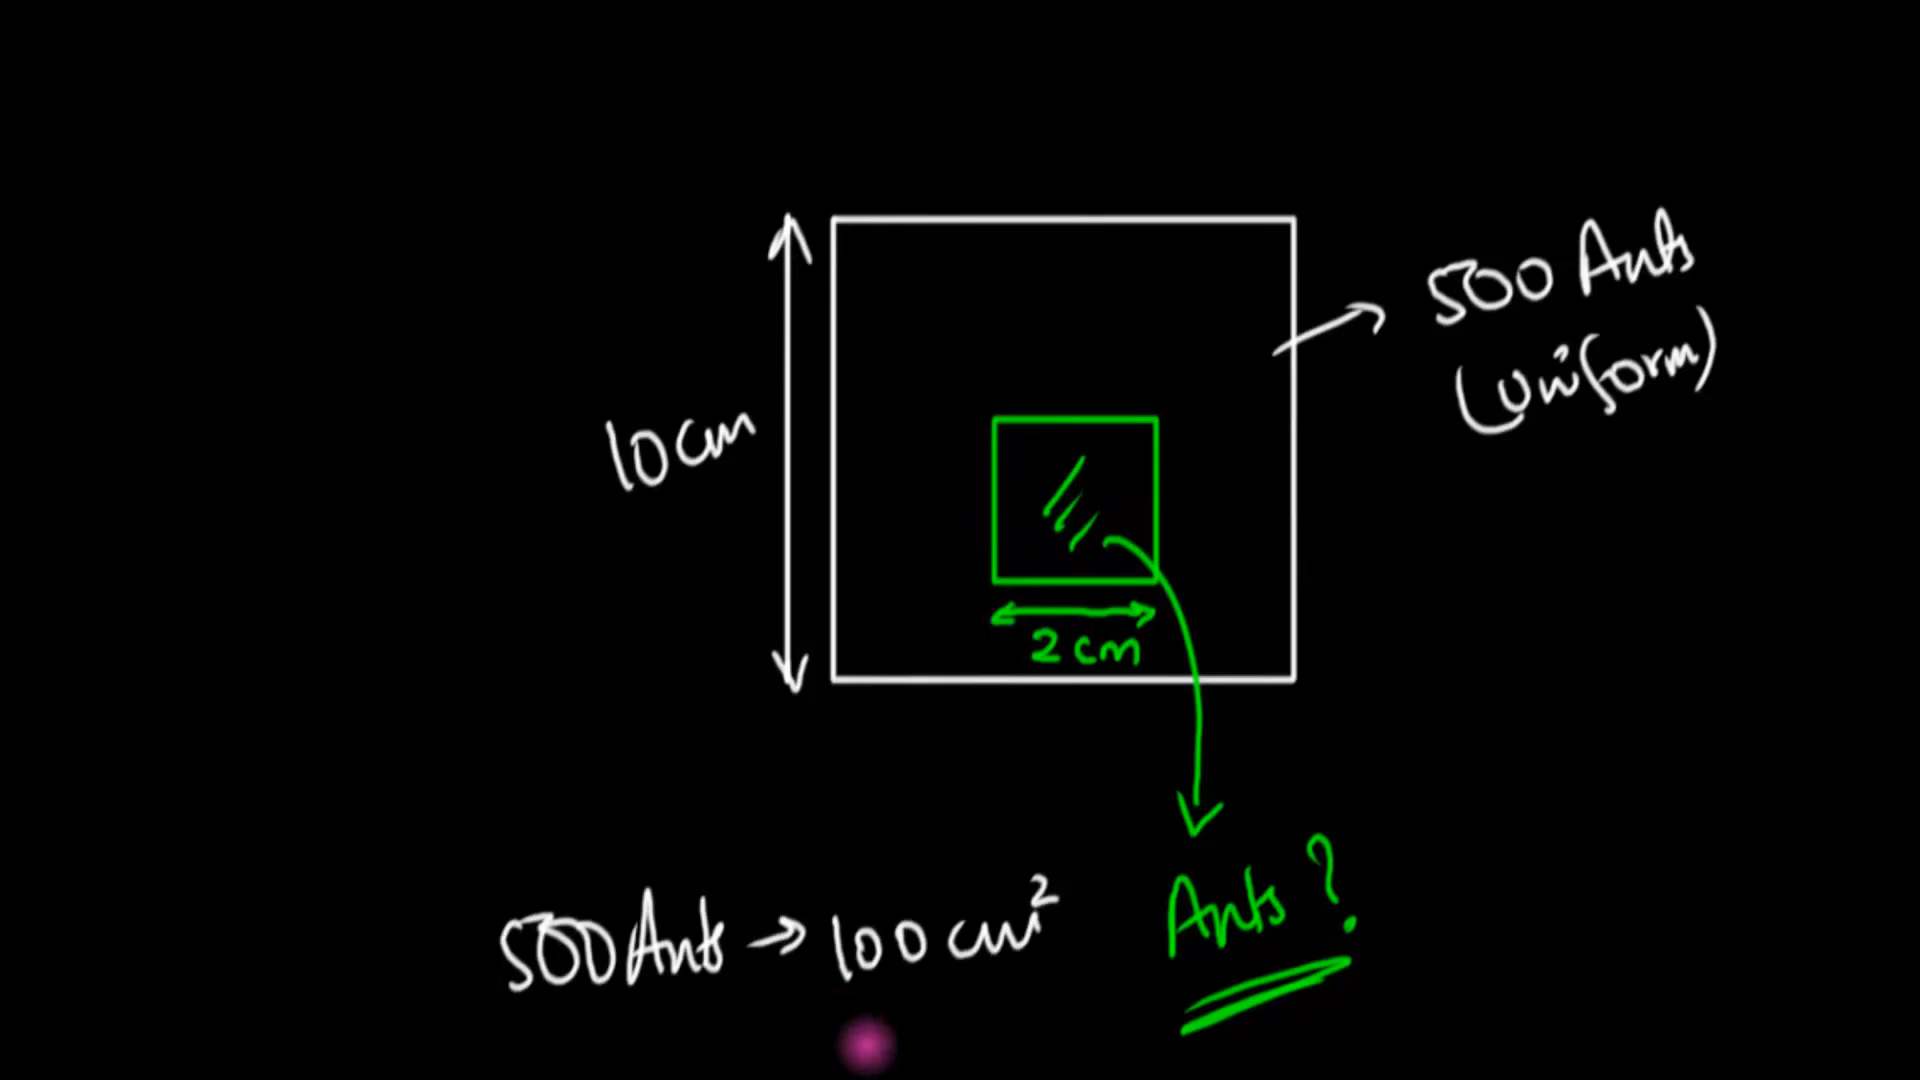 500 Ants
(Uniform)
10cm
2 cm
500 Ants → 100 cm²
Ants?